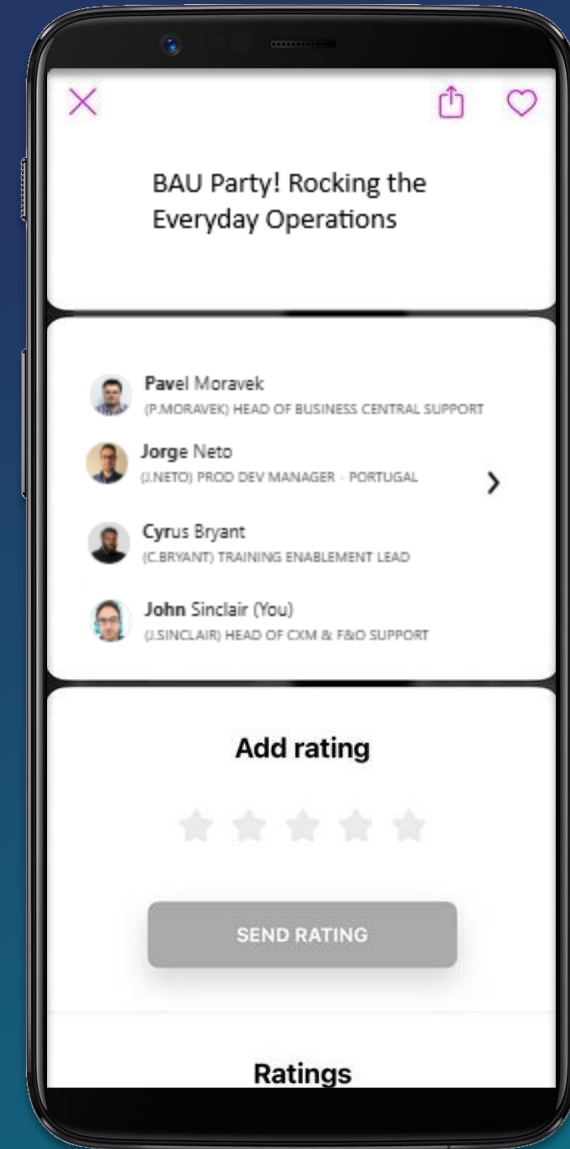 BAU Party! Rocking the
Everyday Operations
Pavel Moravek
(P.MORAVEK) HEAD OF BUSINESS CENTRAL SUPPORT
Jorge Neto
(J.NETO) PROD DEV MANAGER - PORTUGAL
Cyrus Bryant
(C.BRYANT) TRAINING ENABLEMENT LEAD
John Sinclair (You)
(J.SINCLAIR) HEAD OF CXM & F&O SUPPORT
Add rating
SEND RATING
Ratings